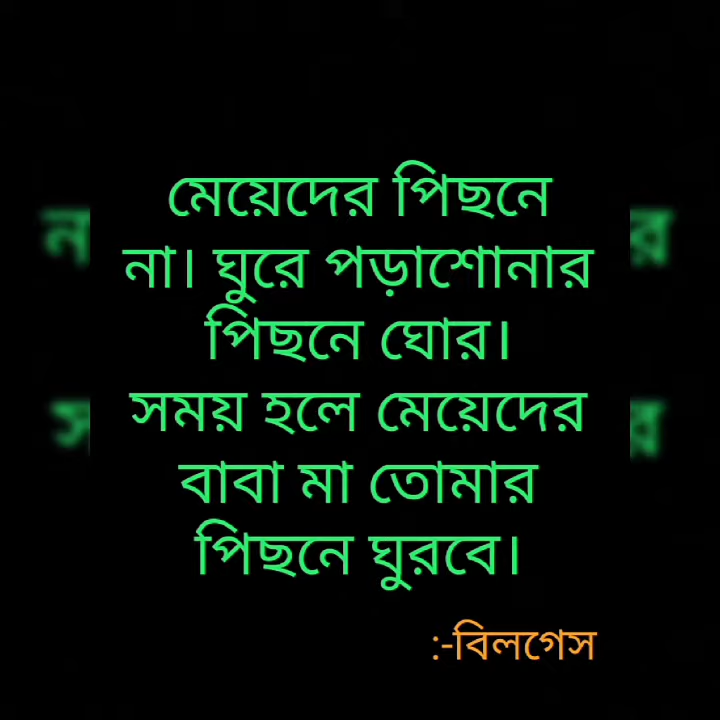 মেয়েদের পিছনে
না। ঘুরে পড়াশোনার
পিছনে ঘোর।
সময় হলে মেয়েদের
বাবা মা তোমার
পিছনে ঘুরবে।
:-বিলগেস